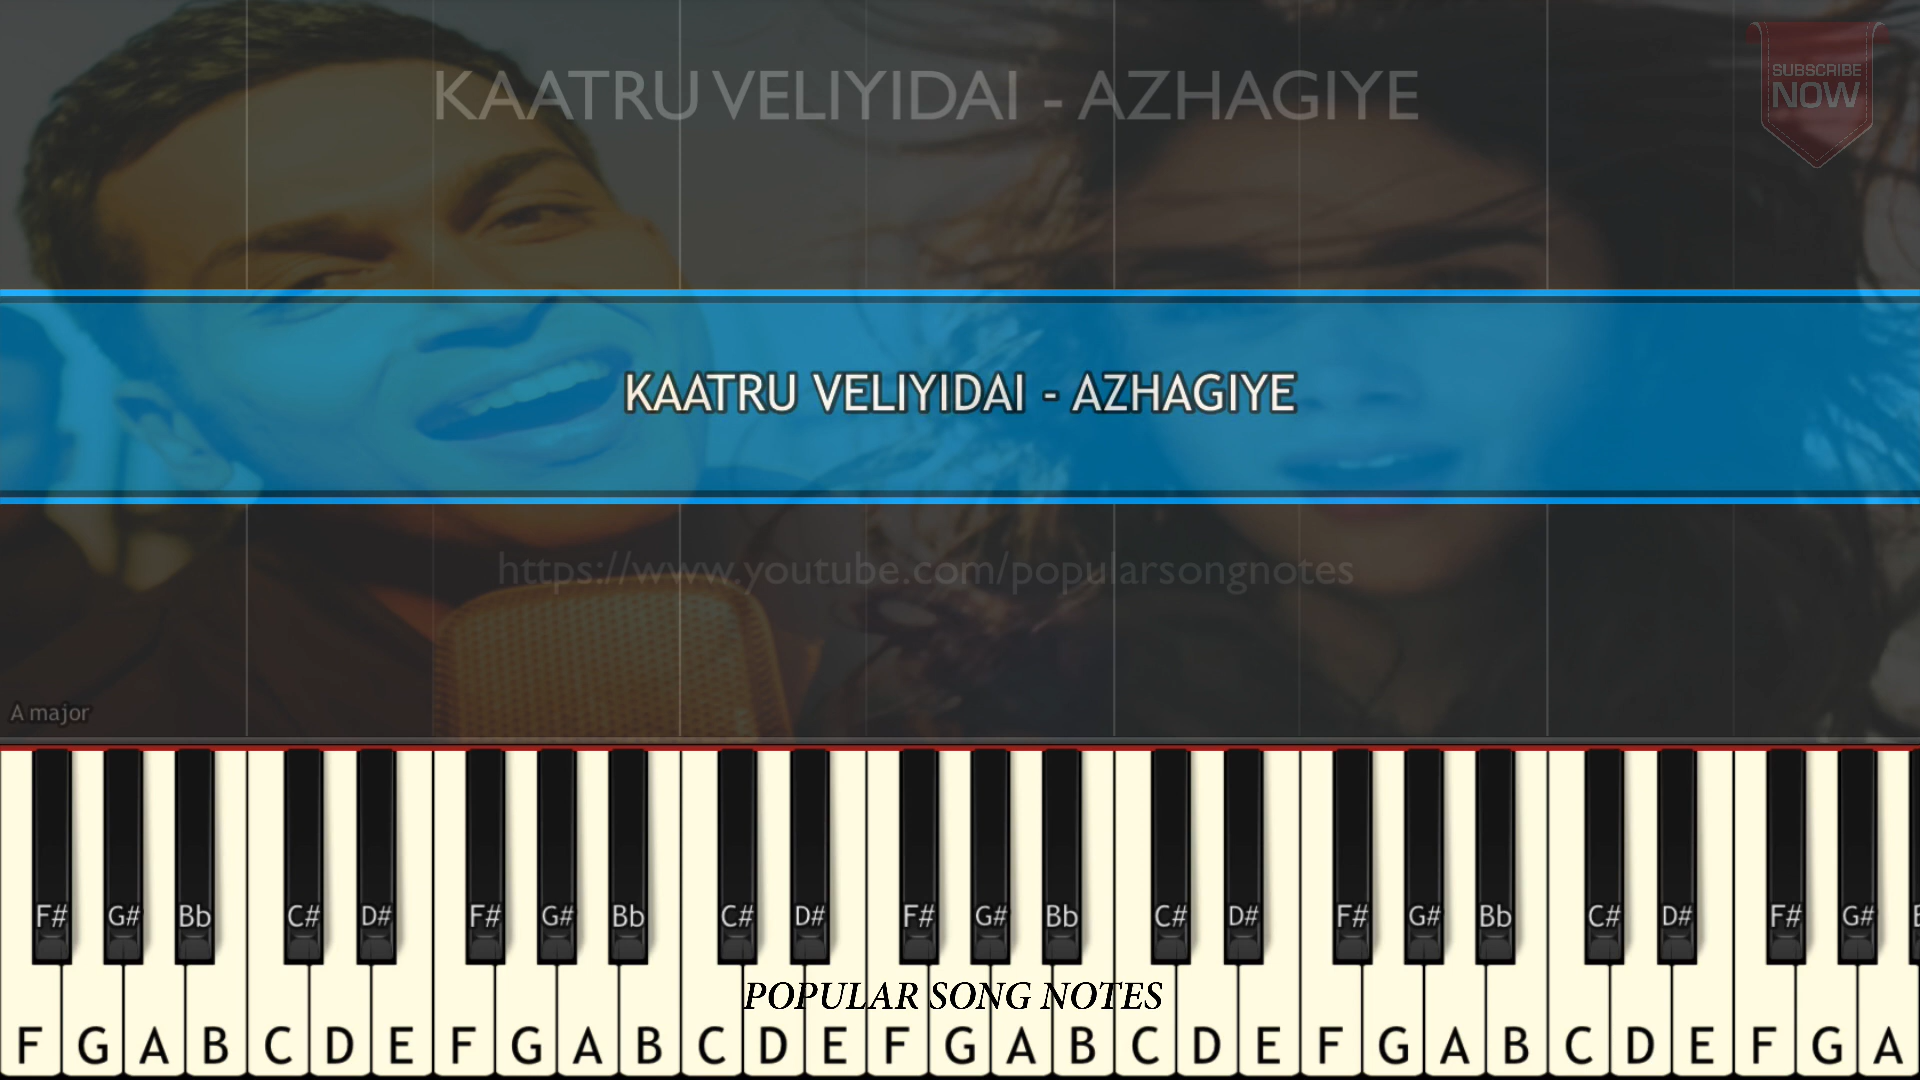 KAATRU VELIYIDAI - AZHAGIYE
SUBSCRIBE
NOW
KAATRU VELIYIDAI - AZHAGIYE
https://www.youtube.com/popularsongnotes
A major
F# G# Bb C# D# F# G# Bb C# D# F# G# Bb C# D# F# G# Bb C# D# F# G#
POPULAR SONG NOTES
F G A B C D E F G A B C D E F G A B C D E F G A B C D E F G A